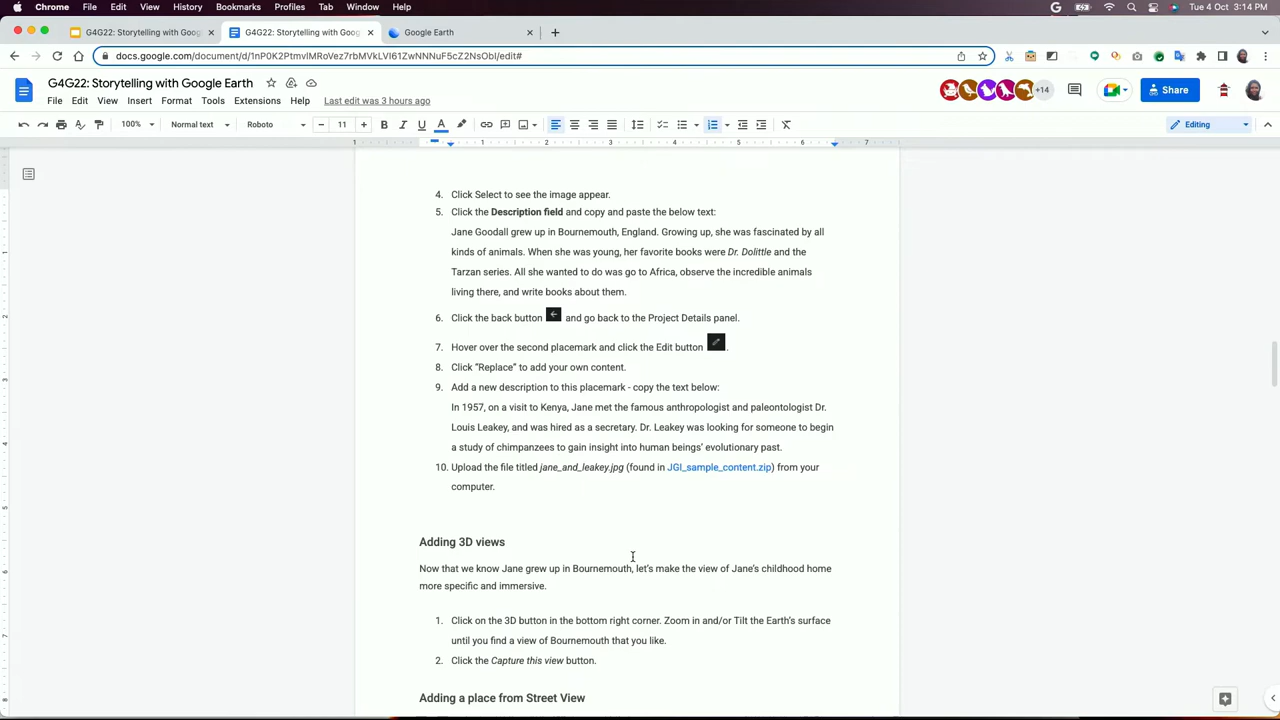 Chrome File Edit View History Bookmarks Profiles Tab Window Help Tue 4 Oct 3:14 PM
G4G22: Storytelling with Goog G4G22: Storytelling with Goog Google Earth
docs.google.com/document/d/1nP0K2PtmvlMRoVez7rbMVkLVI61ZwNNNuF5cZ2NsObI/edit#
G4G22: Storytelling with Google Earth
+14 Share
File Edit View Insert Format Tools Extensions Help Last edit was 3 hours ago
100% Normal text Roboto 11 B I U A Editing
1 1 2 3 4 5 6 7
4. Click Select to see the image appear.
5. Click the Description field and copy and paste the below text:
Jane Goodall grew up in Bournemouth, England. Growing up, she was fascinated by all
kinds of animals. When she was young, her favorite books were Dr. Dolittle and the
Tarzan series. All she wanted to do was go to Africa, observe the incredible animals
living there, and write books about them.
6. Click the back button and go back to the Project Details panel.
7. Hover over the second placemark and click the Edit button .
8. Click “Replace” to add your own content.
9. Add a new description to this placemark - copy the text below:
In 1957, on a visit to Kenya, Jane met the famous anthropologist and paleontologist Dr.
Louis Leakey, and was hired as a secretary. Dr. Leakey was looking for someone to begin
a study of chimpanzees to gain insight into human beings’ evolutionary past.
10. Upload the file titled jane_and_leakey.jpg (found in JGI_sample_content.zip) from your
computer.
Adding 3D views
Now that we know Jane grew up in Bournemouth, let’s make the view of Jane’s childhood home
more specific and immersive.
1. Click on the 3D button in the bottom right corner. Zoom in and/or Tilt the Earth’s surface
until you find a view of Bournemouth that you like.
2. Click the Capture this view button.
Adding a place from Street View